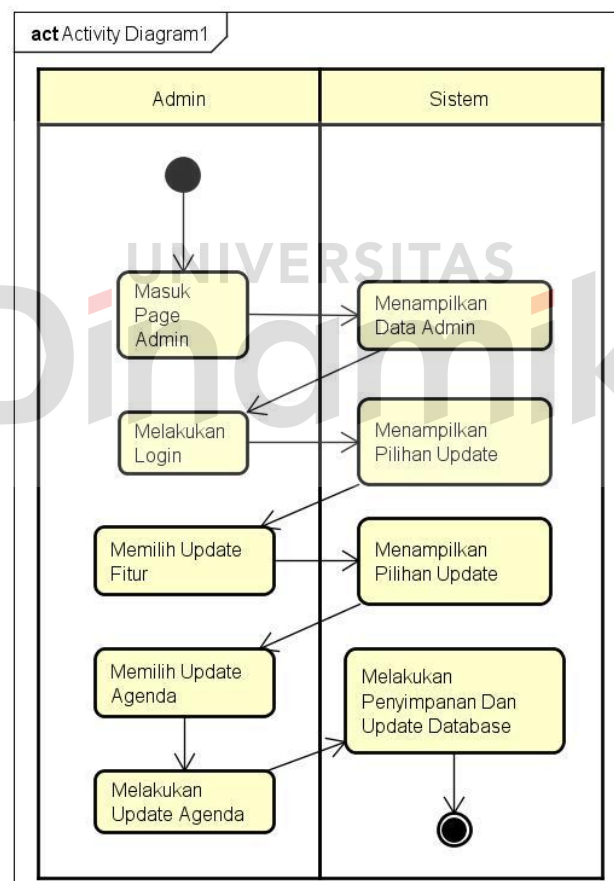 act Activity Diagram1
Admin
Sistem
UNIVERSITAS
Dinamik
Masuk
Page
Admin
Menampilkan
Data Admin
Melakukan
Login
Menampilkan
Pilihan Update
Memilih Update
Fitur
Menampilkan
Pilihan Update
Memilih Update
Agenda
Melakukan
Penyimpanan Dan
Update Database
Melakukan
Update Agenda